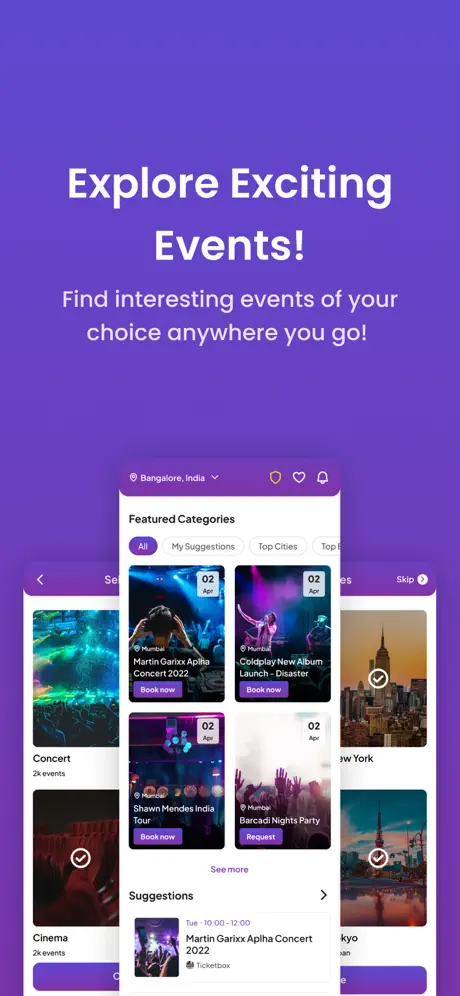 Explore Exciting
Events!
Find interesting events of your
choice anywhere you go!
Bangalore, India
Featured Categories
All
My Suggestions
Top Cities
Top
02
Apr
Mumbai
Martin Garixx Aplha
Concert 2022
Book now
02
Apr
Mumbai
Coldplay New Album
Launch - Disaster
Book now
02
Apr
Mumbai
Shawn Mendes India
Tour
Book now
02
Apr
Mumbai
Barcadi Nights Party
Request
See more
Suggestions
Tue · 10:00 - 12:00
Martin Garixx Aplha Concert
2022
Ticketbox
Sel
Concert
2k events
Cinema
2k events
C
es
Skip
ew York
kyo
pan
e